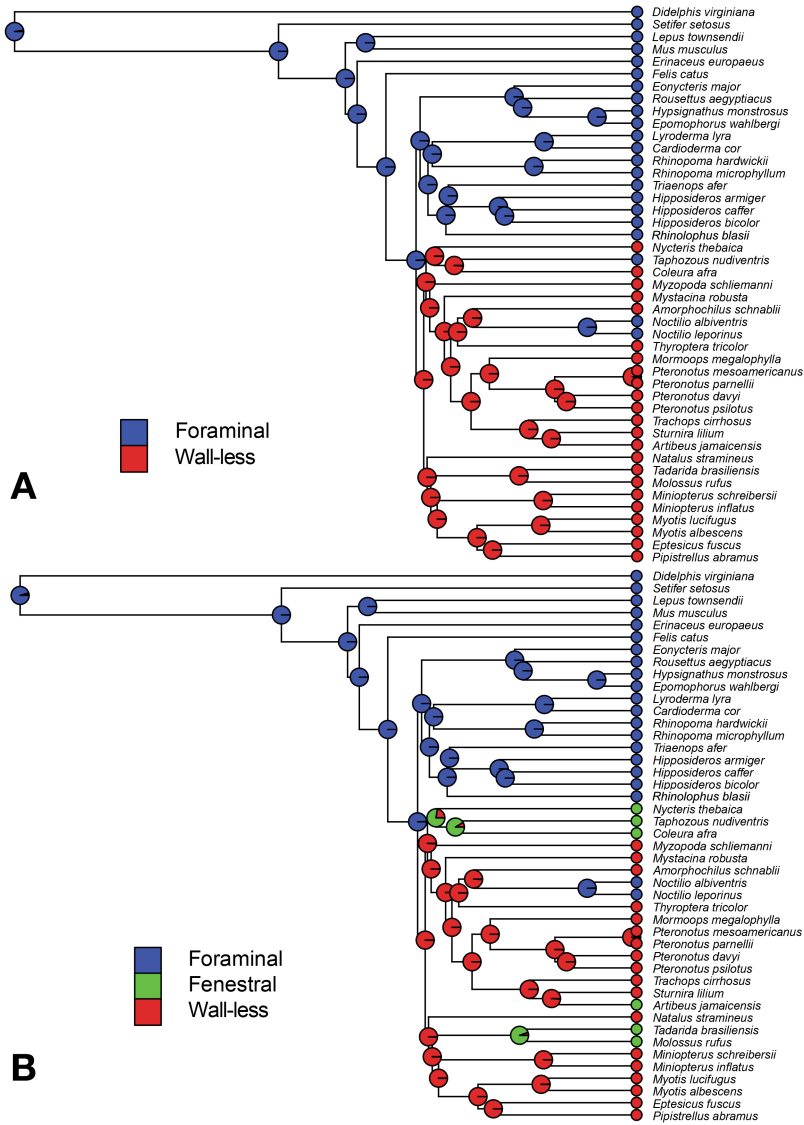 Didelphis virginiana
Setifer setosus
Lepus townsendii
Mus musculus
Erinaceus europaeus
Felis catus
Eonycteris major
Rousettus aegyptiacus
Hypsignathus monstrosus
Epomophorus wahlbergi
Lyroderma lyra
Cardioderma cor
Rhinopoma hardwickii
Rhinopoma microphyllum
Triaenops afer
Hipposideros armiger
Hipposideros caffer
Hipposideros bicolor
Rhinolophus blasii
Nycteris thebaica
Taphozous nudiventris
Coleura afra
Myzopoda schliemanni
Mystacina robusta
Amorphochilus schnablii
Noctilio albiventris
Noctilio leporinus
Thyroptera tricolor
Mormoops megalophylla
Pteronotus mesoamericanus
Pteronotus parnellii
Pteronotus davyi
Pteronotus psilotus
Trachops cirrhosus
Sturnira lilium
Artibeus jamaicensis
Natalus stramineus
Tadarida brasiliensis
Molossus rufus
Miniopterus schreibersii
Miniopterus inflatus
Myotis lucifugus
Myotis albescens
Eptesicus fuscus
Pipistrellus abramus
Foraminal
Wall-less
A
Didelphis virginiana
Setifer setosus
Lepus townsendii
Mus musculus
Erinaceus europaeus
Felis catus
Eonycteris major
Rousettus aegyptiacus
Hypsignathus monstrosus
Epomophorus wahlbergi
Lyroderma lyra
Cardioderma cor
Rhinopoma hardwickii
Rhinopoma microphyllum
Triaenops afer
Hipposideros armiger
Hipposideros caffer
Hipposideros bicolor
Rhinolophus blasii
Nycteris thebaica
Taphozous nudiventris
Coleura afra
Myzopoda schliemanni
Mystacina robusta
Amorphochilus schnablii
Noctilio albiventris
Noctilio leporinus
Thyroptera tricolor
Mormoops megalophylla
Pteronotus mesoamericanus
Pteronotus parnellii
Pteronotus davyi
Pteronotus psilotus
Trachops cirrhosus
Sturnira lilium
Artibeus jamaicensis
Natalus stramineus
Tadarida brasiliensis
Molossus rufus
Miniopterus schreibersii
Miniopterus inflatus
Myotis lucifugus
Myotis albescens
Eptesicus fuscus
Pipistrellus abramus
Foraminal
Fenestral
Wall-less
B